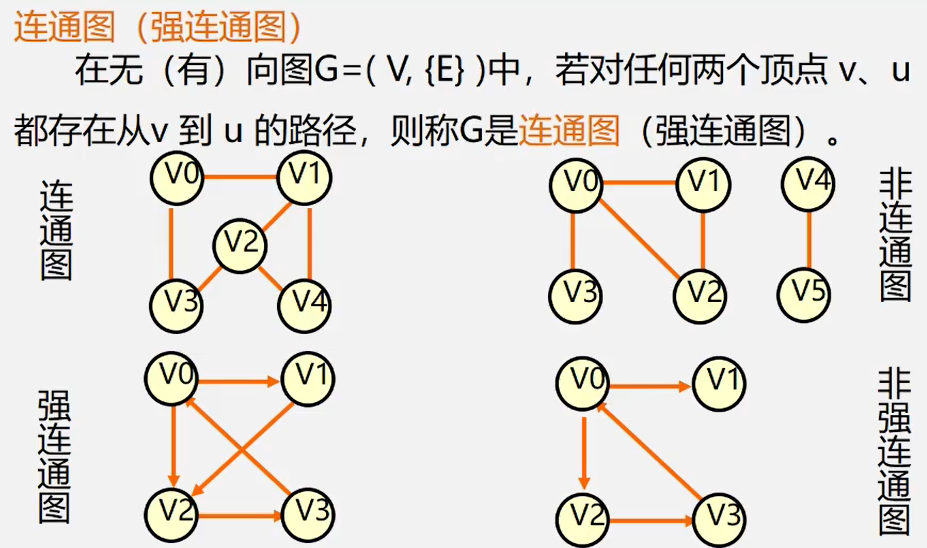 连通图（强连通图）
在无（有）向图G=( V, {E} )中，若对任何两个顶点 v、u
都存在从v 到 u 的路径，则称G是连通图（强连通图）。
连通图
V0
V1
V2
V3
V4
V0
V1
V4
V3
V2
V5
非连通图
强连通图
V0
V1
V2
V3
V0
V1
V2
V3
非强连通图